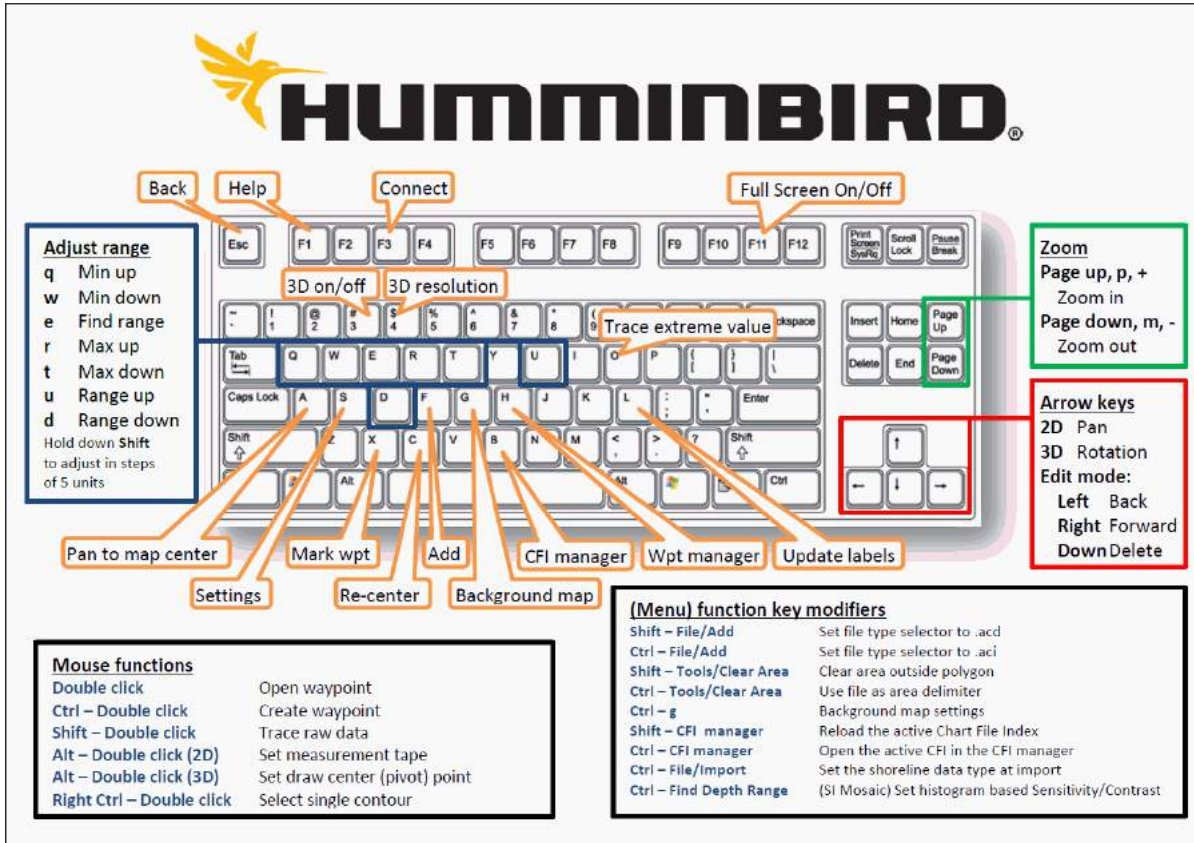 HUMMINBIRD®
Back
Help
Connect
Full Screen On/Off
Adjust range
q Min up
w Min down
e Find range
r Max up
t Max down
u Range up
d Range down
Hold down Shift
to adjust in steps
of 5 units
Esc F1 F2 F3 F4 F5 F6 F7 F8 F9 F10 F11 F12 Print Screen SysRq Scroll Lock Pause Break
3D on/off
3D resolution
Trace extreme value
~ ! 1 @ 2 # 3 $ 4 % 5 ^ 6 & 7 * 8 ( 9 ckspace Insert Home Page Up
Tab Q W E R T Y U I O P { [ } ] | \ Delete End Page Down
Caps Lock A S D F G H J K L : ; " Enter
Shift Z X C V B N M < , > . ? Shift ↑
Alt Alt Ctrl ← ↓ →
Zoom
Page up, p, +
Zoom in
Page down, m, -
Zoom out
Arrow keys
2D Pan
3D Rotation
Edit mode:
Left Back
Right Forward
Down Delete
Pan to map center
Mark wpt
Add
CFI manager
Wpt manager
Update labels
Settings
Re-center
Background map
Mouse functions
Double click Open waypoint
Ctrl – Double click Create waypoint
Shift – Double click Trace raw data
Alt – Double click (2D) Set measurement tape
Alt – Double click (3D) Set draw center (pivot) point
Right Ctrl – Double click Select single contour
(Menu) function key modifiers
Shift – File/Add Set file type selector to .acd
Ctrl – File/Add Set file type selector to .aci
Shift – Tools/Clear Area Clear area outside polygon
Ctrl – Tools/Clear Area Use file as area delimiter
Ctrl – g Background map settings
Shift – CFI manager Reload the active Chart File Index
Ctrl – CFI manager Open the active CFI in the CFI manager
Ctrl – File/Import Set the shoreline data type at import
Ctrl – Find Depth Range (SI Mosaic) Set histogram based Sensitivity/Contrast